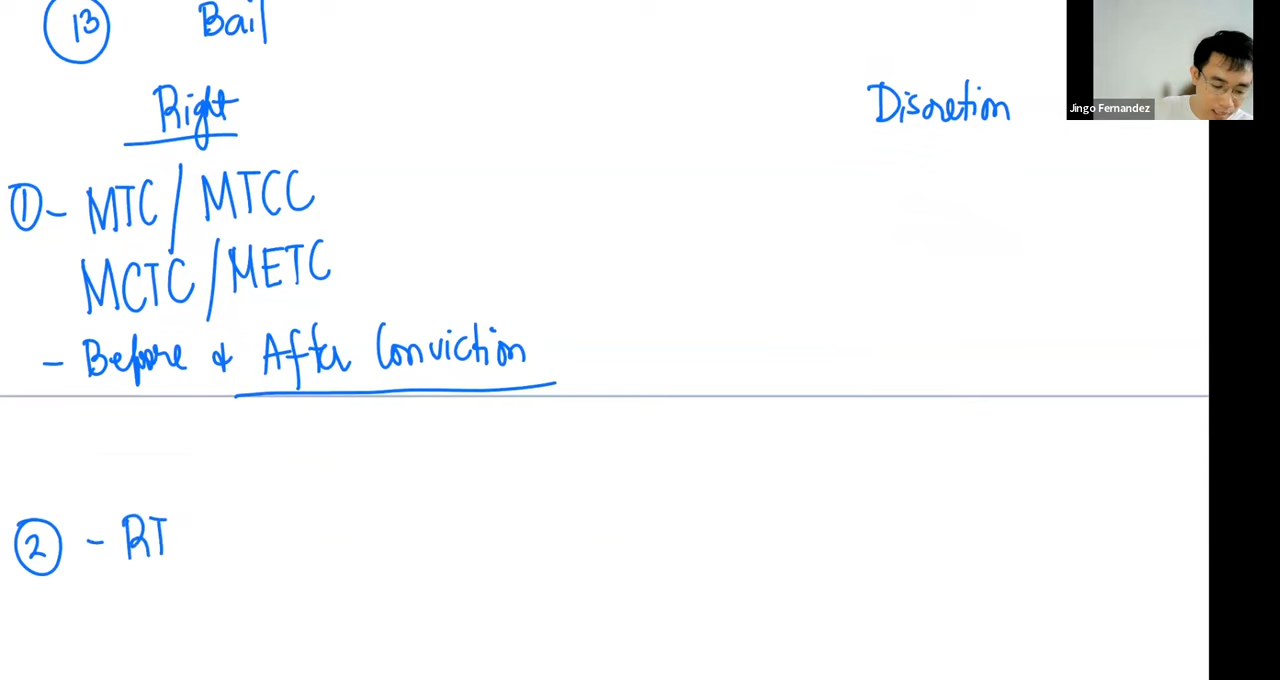 13 Bail
Jingo Fernandez
Right Discretion
1 - MTC / MTCC
MCTC / METC
- Before & After Conviction
2 - RT